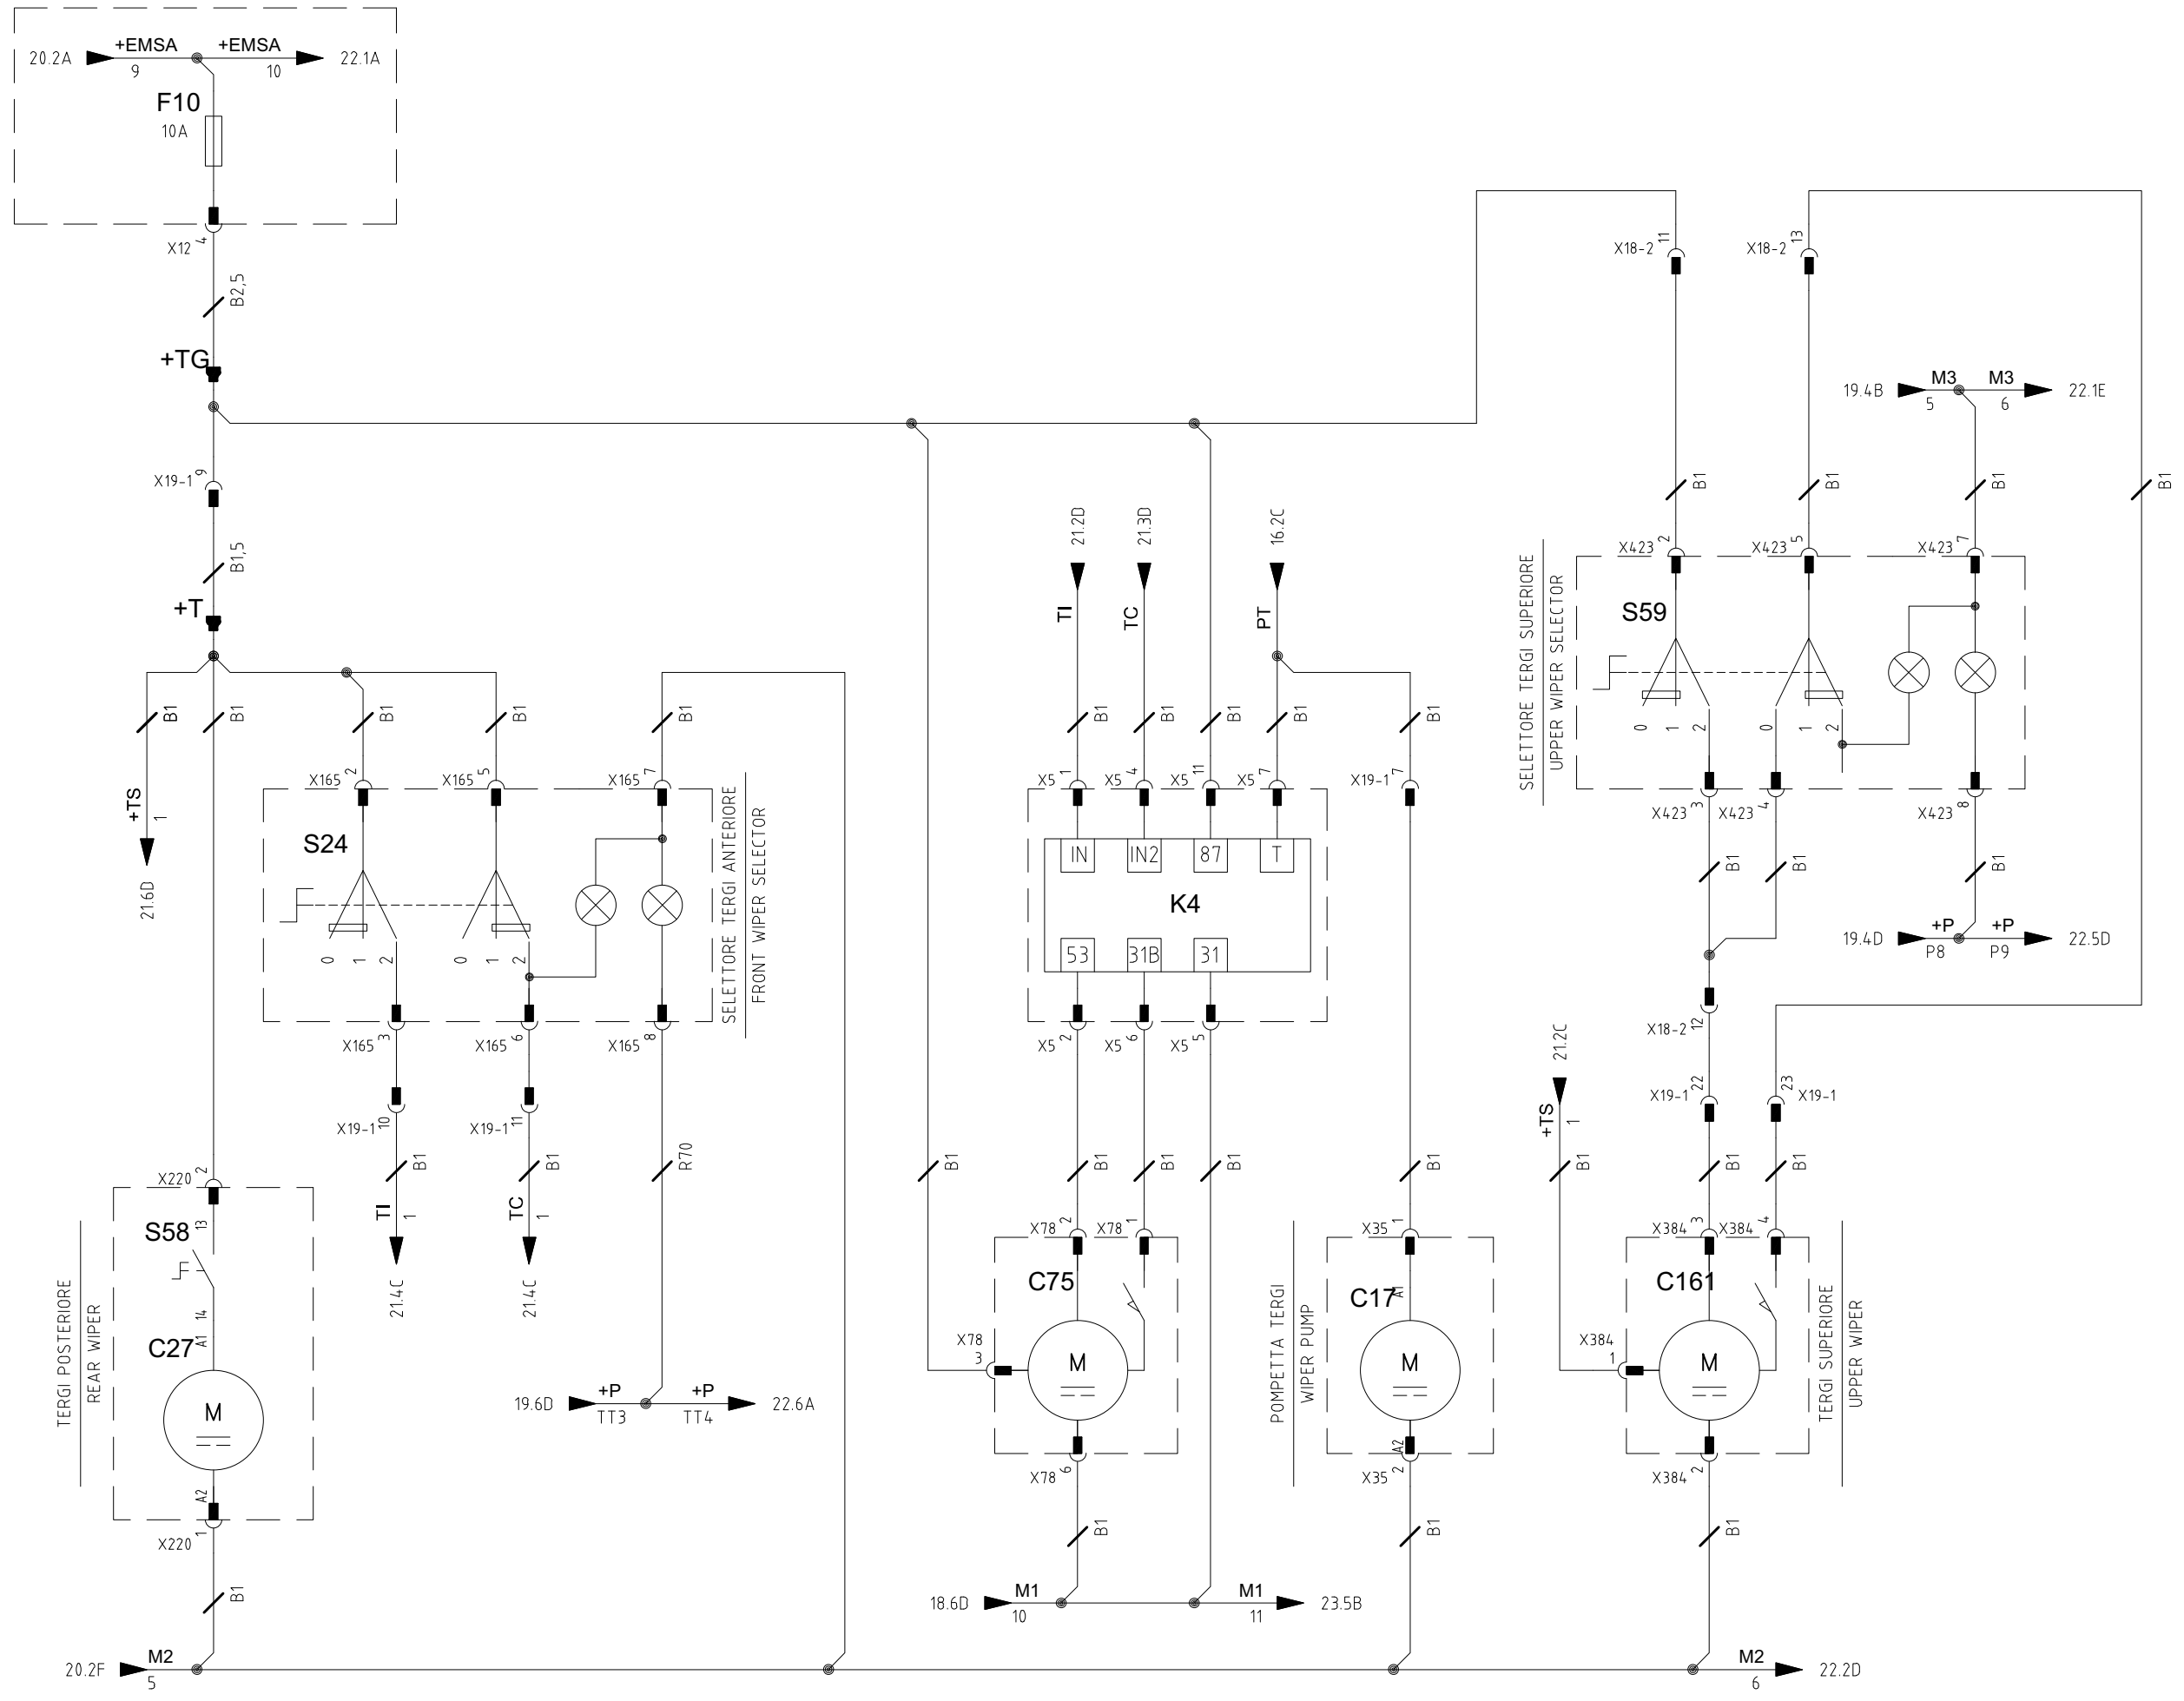 +EMSA +EMSA
20.2A 22.1A
9 10
F10
10A
X12 4
B2,5
+TG
X19-1 9
B1,5
+T
B1 B1 B1 B1 B1
+TS 1
21.6D
X165 2 X165 5 X165 7
S24
0 1 2 0 1 2
SELETTORE TERGI ANTERIORE
FRONT WIPER SELECTOR
X165 3 X165 6 X165 8
X19-1 10 X19-1 11
B1 B1 R70
TI 1 TC 1
21.4C 21.4C
+P +P
19.6D 22.6A
TT3 TT4
X220 2
S58 13
14
C27 A1
M
A2
X220 1
TERGI POSTERIORE
REAR WIPER
B1
M2
20.2F
5
21.2D 21.3D 16.2C
TI TC PT
B1 B1 B1 B1 B1
X5 1 X5 4 X5 11 X5 7 X19-1 7
IN IN2 87 T
K4
53 31B 31
X5 2 X5 6 X5 5
B1 B1 B1 B1 B1
X78 2 X78 1 X35 1
C75
X78
3
M
X78 6
C17 A1
M
A2
X35 2
POMPETTA TERGI
WIPER PUMP
B1 B1
M1 M1
18.6D 23.5B
10 11
X18-2 11 X18-2 13
M3 M3
19.4B 22.1E
5 6
B1 B1 B1 B1
X423 2 X423 5 X423 7
S59
0 1 2 0 1 2
SELETTORE TERGI SUPERIORE
UPPER WIPER SELECTOR
X423 3 X423 4 X423 8
B1 B1 B1
+P +P
19.4D 22.5D
P8 P9
X18-2 12
21.2C
+TS 1
X19-1 22 23 X19-1
B1 B1 B1
X384 3 X384 4
C161
X384
1
M
X384 2
TERGI SUPERIORE
UPPER WIPER
B1
M2
22.2D
6